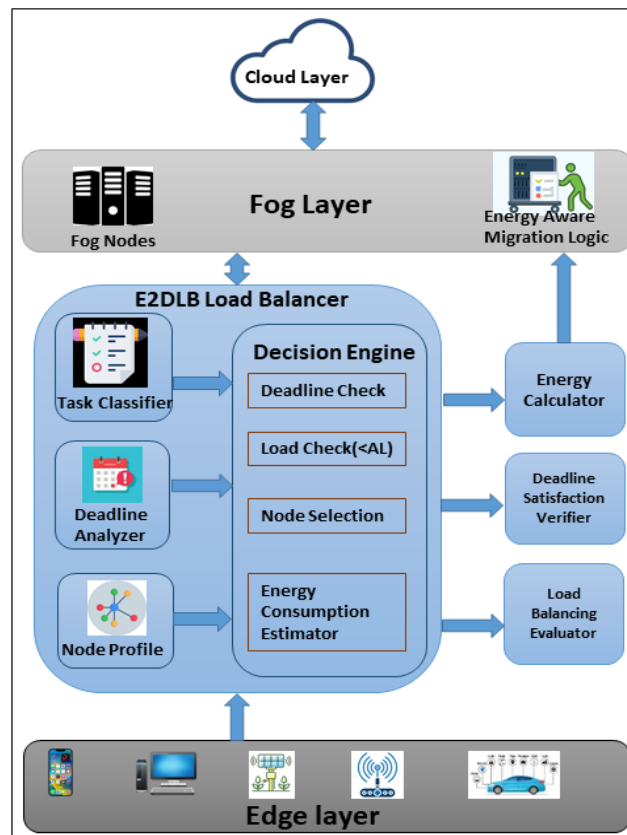 Cloud Layer
Fog Layer
Fog Nodes
Energy Aware
Migration Logic
E2DLB Load Balancer
Task Classifier
Deadline
Analyzer
Node Profile
Decision Engine
Deadline Check
Load Check(<AL)
Node Selection
Energy
Consumption
Estimator
Energy
Calculator
Deadline
Satisfaction
Verifier
Load
Balancing
Evaluator
Edge layer